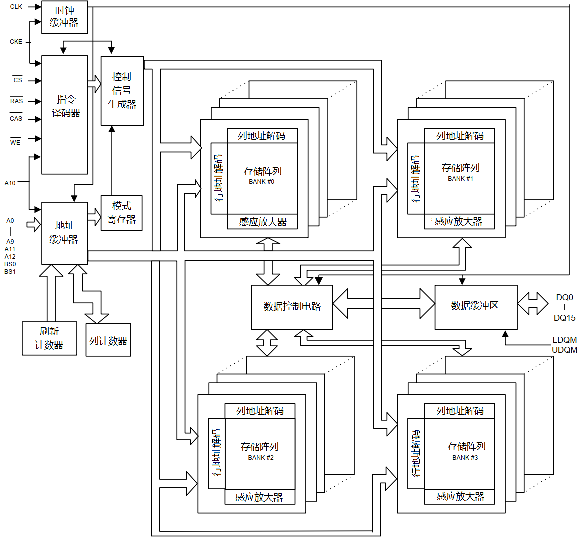 CLK
时钟
缓冲器
CKE
CS
RAS
CAS
WE
指令
译码器
控制
信号
生成器
A10
A0
A9
A11
A12
BS0
BS1
地址
缓冲器
模式
寄存器
刷新
计数器
列计数器
列地址解码
行地址解码
存储阵列
BANK #0
感应放大器
列地址解码
行地址解码
存储阵列
BANK #1
感应放大器
数据控制电路
数据缓冲区
DQ0
DQ15
LDQM
UDQM
列地址解码
行地址解码
存储阵列
BANK #2
感应放大器
列地址解码
行地址解码
存储阵列
BANK #3
感应放大器